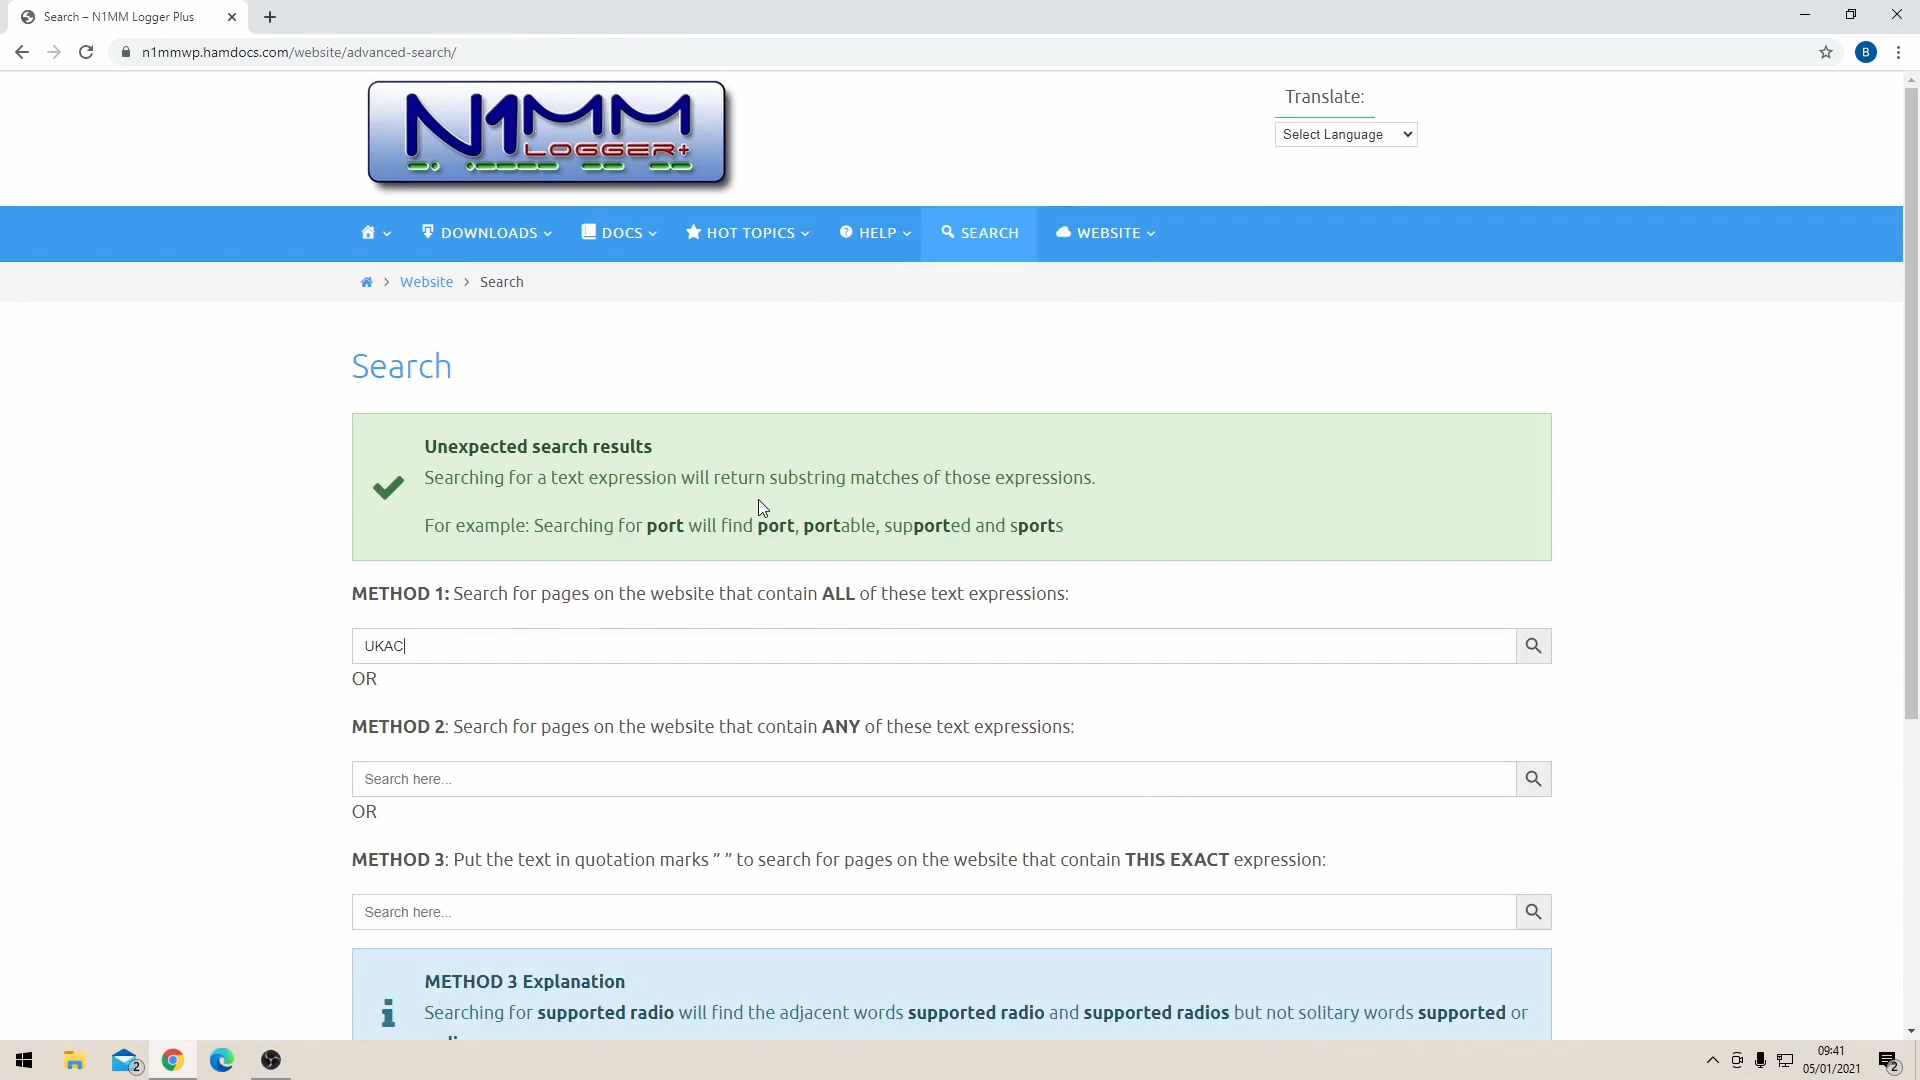 Search – N1MM Logger Plus
n1mmwp.hamdocs.com/website/advanced-search/
B
N1MM
LOGGER+
Translate:
Select Language
DOWNLOADS DOCS HOT TOPICS HELP SEARCH WEBSITE
Website > Search
Search
Unexpected search results
Searching for a text expression will return substring matches of those expressions.
For example: Searching for port will find port, portable, supported and sports
METHOD 1: Search for pages on the website that contain ALL of these text expressions:
UKAC
OR
METHOD 2: Search for pages on the website that contain ANY of these text expressions:
Search here...
OR
METHOD 3: Put the text in quotation marks ” ” to search for pages on the website that contain THIS EXACT expression:
Search here...
METHOD 3 Explanation
Searching for supported radio will find the adjacent words supported radio and supported radios but not solitary words supported or
2
09:41
05/01/2021
2